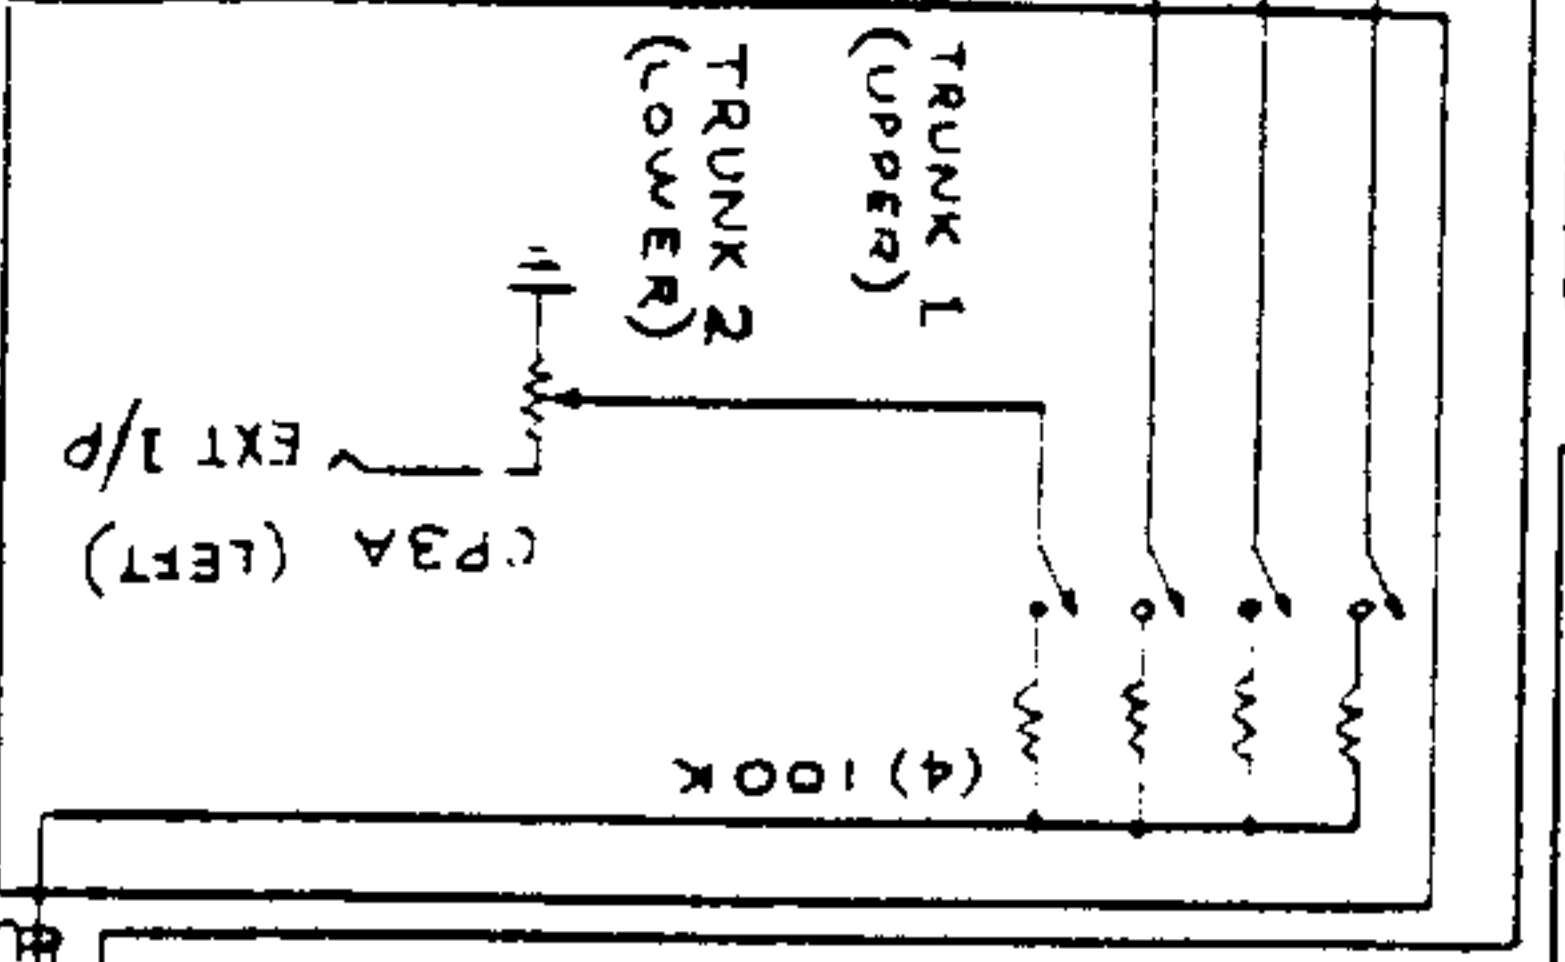 TRUNK 1
(UPPER)
TRUNK 2
(LOWER)
EXT I/P
CP3A (LEFT)
(4) 100K